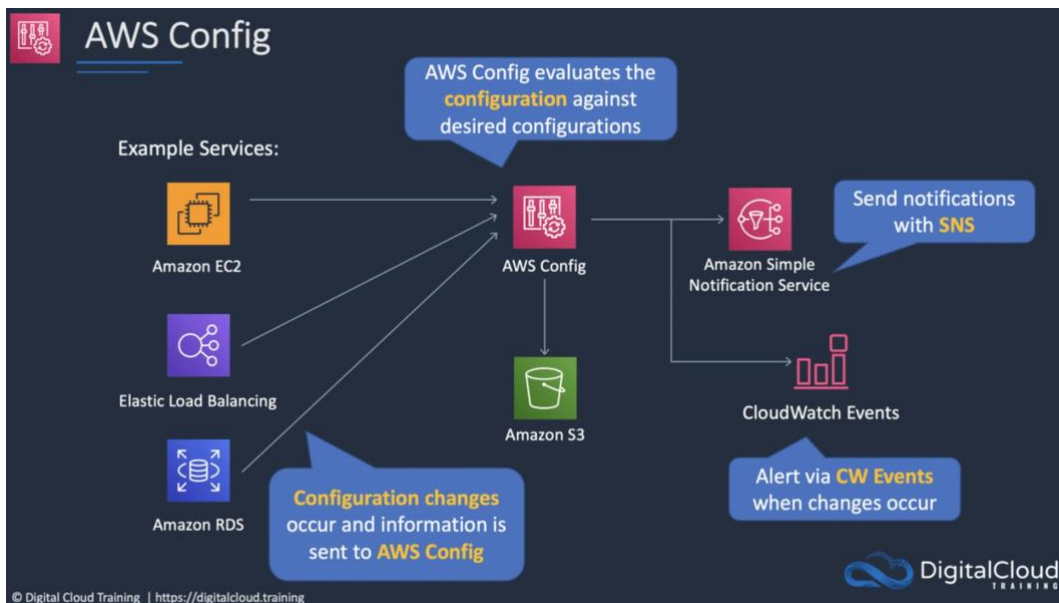 AWS Config
AWS Config evaluates the
configuration against
desired configurations
Example Services:
Amazon EC2
AWS Config
Amazon Simple
Notification Service
Send notifications
with SNS
Elastic Load Balancing
Amazon S3
CloudWatch Events
Amazon RDS
Configuration changes
occur and information is
sent to AWS Config
Alert via CW Events
when changes occur
DigitalCloud
TRAINING
© Digital Cloud Training | https://digitalcloud.training